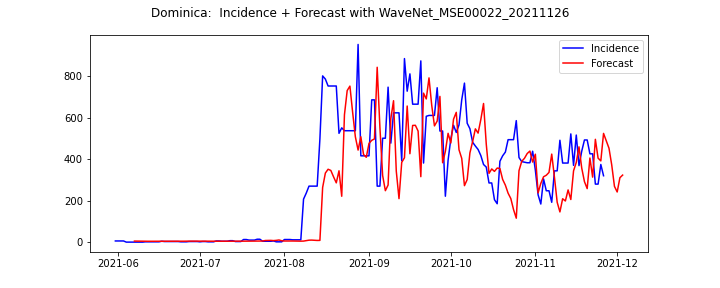 Dominica:  Incidence + Forecast with WaveNet_MSE00022_20211126
Incidence
Forecast
800
600
400
200
0
2021-06 2021-07 2021-08 2021-09 2021-10 2021-11 2021-12